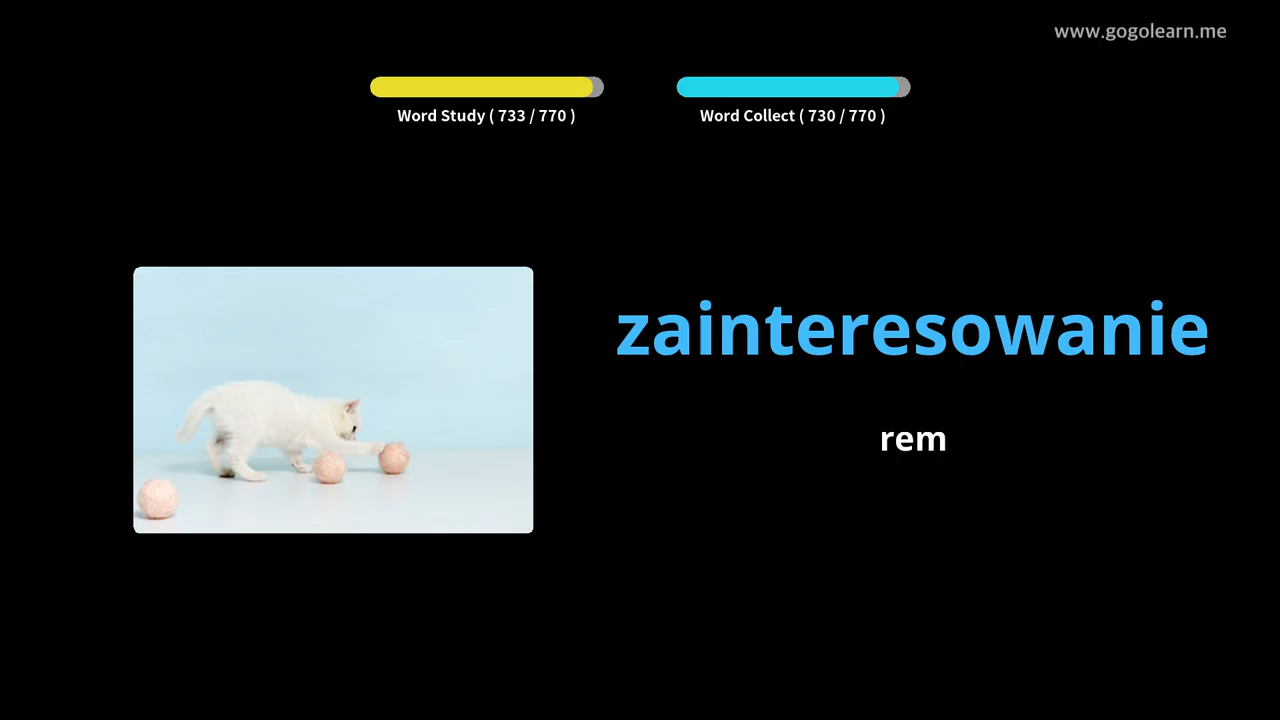 www.gogolearn.me
Word Study ( 733 / 770 )
Word Collect ( 730 / 770 )
zainteresowanie
rem